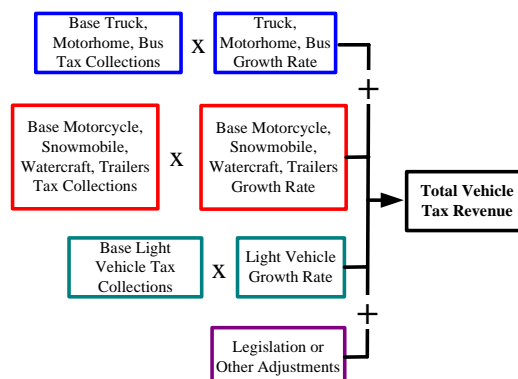 Base Truck,
Motorhome, Bus
Tax Collections
X
Truck,
Motorhome, Bus
Growth Rate
+
Base Motorcycle,
Snowmobile,
Watercraft, Trailers
Tax Collections
X
Base Motorcycle,
Snowmobile,
Watercraft, Trailers
Growth Rate
Total Vehicle
Tax Revenue
Base Light
Vehicle Tax
Collections
X
Light Vehicle
Growth Rate
+
Legislation or
Other Adjustments